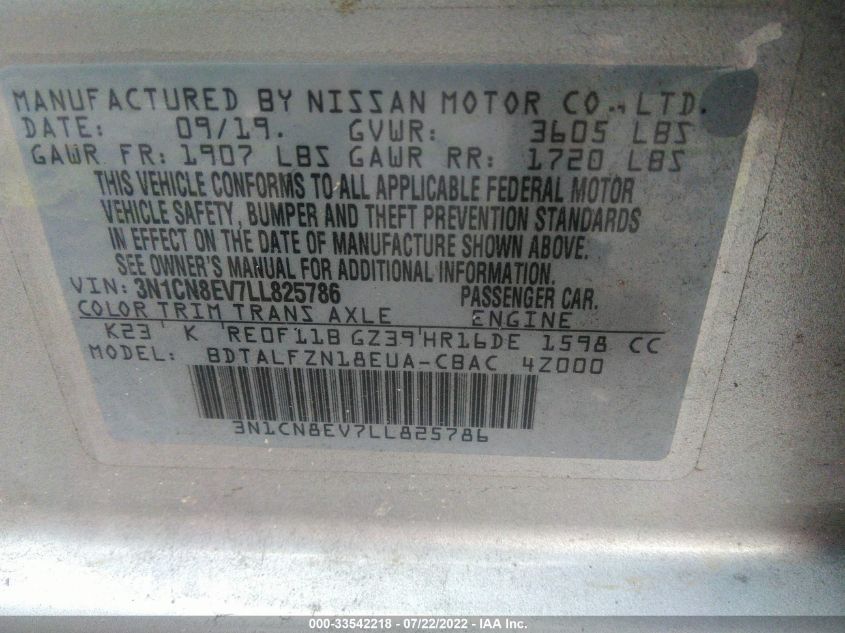 MANUFACTURED BY NISSAN MOTOR CO., LTD.
DATE: 09/19. GVWR: 3605 LBS
GAWR FR: 1907 LBS GAWR RR: 1720 LBS
THIS VEHICLE CONFORMS TO ALL APPLICABLE FEDERAL MOTOR
VEHICLE SAFETY, BUMPER AND THEFT PREVENTION STANDARDS
IN EFFECT ON THE DATE OF MANUFACTURE SHOWN ABOVE.
SEE OWNER'S MANUAL FOR ADDITIONAL INFORMATION.
VIN: 3N1CN8EV7LL825786 PASSENGER CAR.
COLOR TRIM TRANS AXLE ENGINE
K23 K RE0F11B GZ39 HR16DE 1598 CC
MODEL: BDTALFZN18EUA-CBAC 4Z000
3N1CN8EV7LL825786
000-33542218 - 07/22/2022 - IAA Inc.